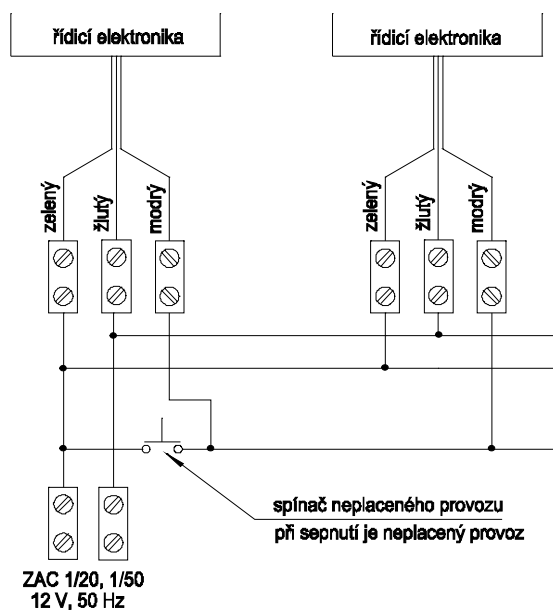 řídicí elektronika
řídicí elektronika
zelený
žlutý
modrý
zelený
žlutý
modrý
spínač neplaceného provozu
při sepnutí je neplacený provoz
ZAC 1/20, 1/50
12 V, 50 Hz